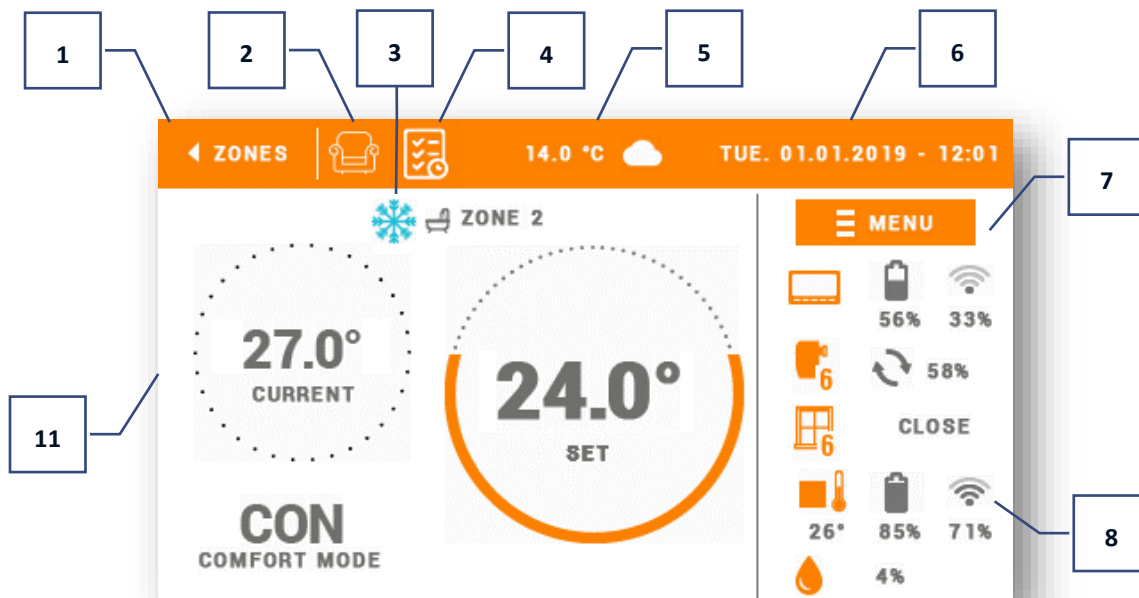 1
2
3
4
5
6
ZONES
14.0 °C
TUE. 01.01.2019 - 12:01
7
ZONE 2
MENU
56% 33%
27.0°
CURRENT
24.0°
SET
6
58%
6
CLOSE
11
CON
COMFORT MODE
26° 85% 71%
8
4%